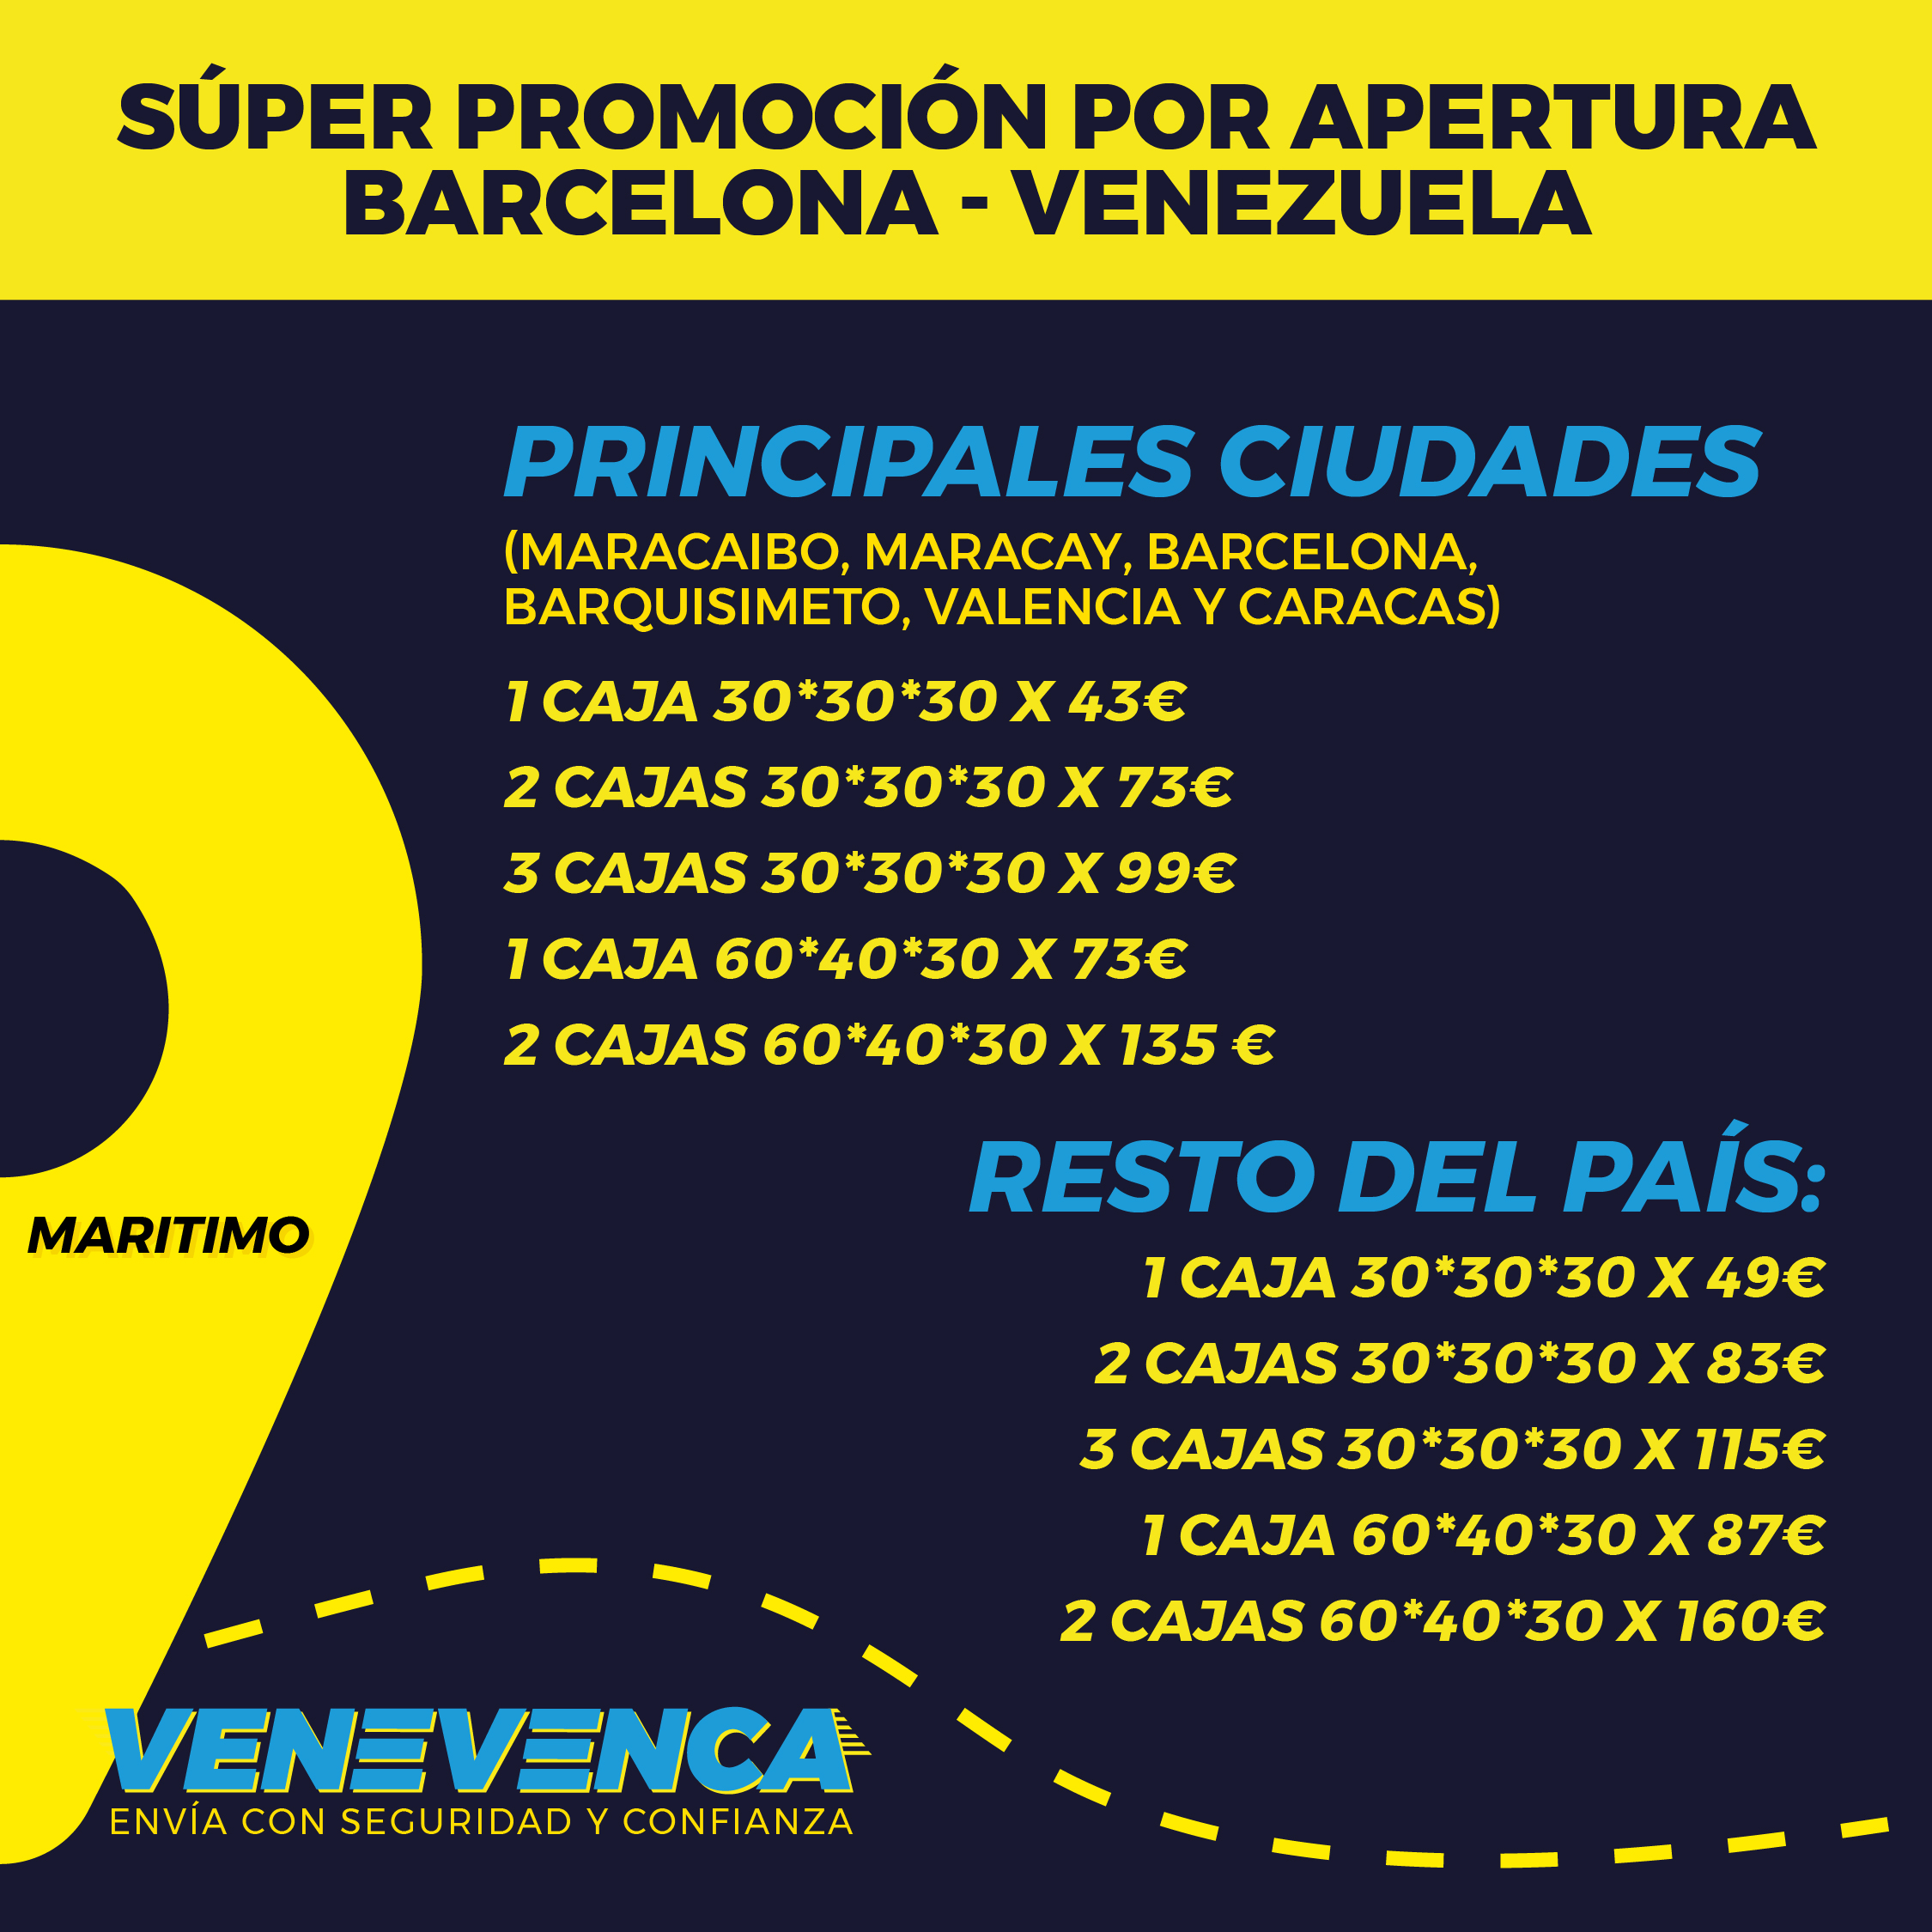 SÚPER PROMOCIÓN POR APERTURA
BARCELONA - VENEZUELA
PRINCIPALES CIUDADES
(MARACAIBO, MARACAY, BARCELONA,
BARQUISIMETO, VALENCIA Y CARACAS)
1 CAJA 30*30*30 X 43€
2 CAJAS 30*30*30 X 73€
3 CAJAS 30*30*30 X 99€
1 CAJA 60*40*30 X 73€
2 CAJAS 60*40*30 X 135 €
MARITIMO
RESTO DEL PAÍS:
1 CAJA 30*30*30 X 49€
2 CAJAS 30*30*30 X 83€
3 CAJAS 30*30*30 X 115€
1 CAJA 60*40*30 X 87€
2 CAJAS 60*40*30 X 160€
VENEVENCA
ENVÍA CON SEGURIDAD Y CONFIANZA